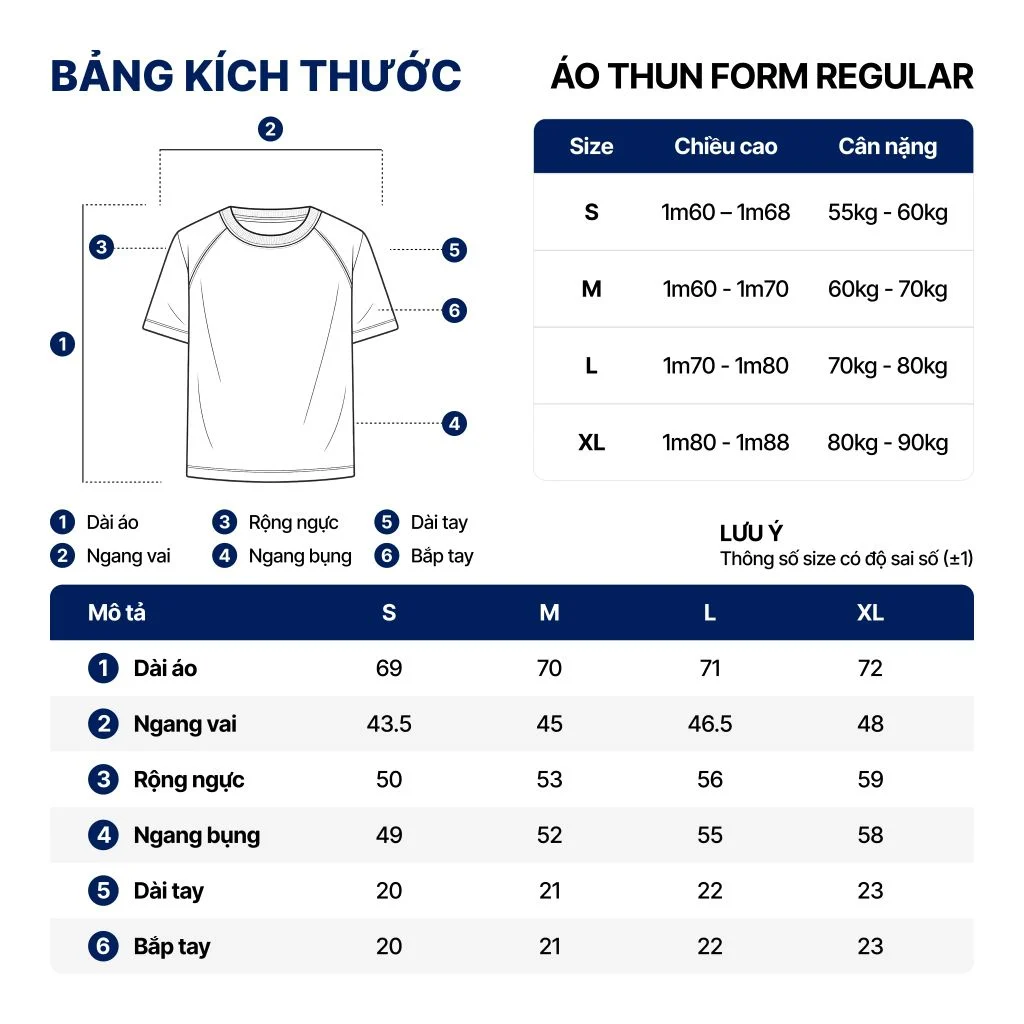 BẢNG KÍCH THƯỚC
2
3
5
6
1
4
1 Dài áo 3 Rộng ngực 5 Dài tay
2 Ngang vai 4 Ngang bụng 6 Bắp tay
ÁO THUN FORM REGULAR
Size Chiều cao Cân nặng
S 1m60 – 1m68 55kg - 60kg
M 1m60 - 1m70 60kg - 70kg
L 1m70 - 1m80 70kg - 80kg
XL 1m80 - 1m88 80kg - 90kg
LƯU Ý
Thông số size có độ sai số (±1)
Mô tả S M L XL
1 Dài áo 69 70 71 72
2 Ngang vai 43.5 45 46.5 48
3 Rộng ngực 50 53 56 59
4 Ngang bụng 49 52 55 58
5 Dài tay 20 21 22 23
6 Bắp tay 20 21 22 23